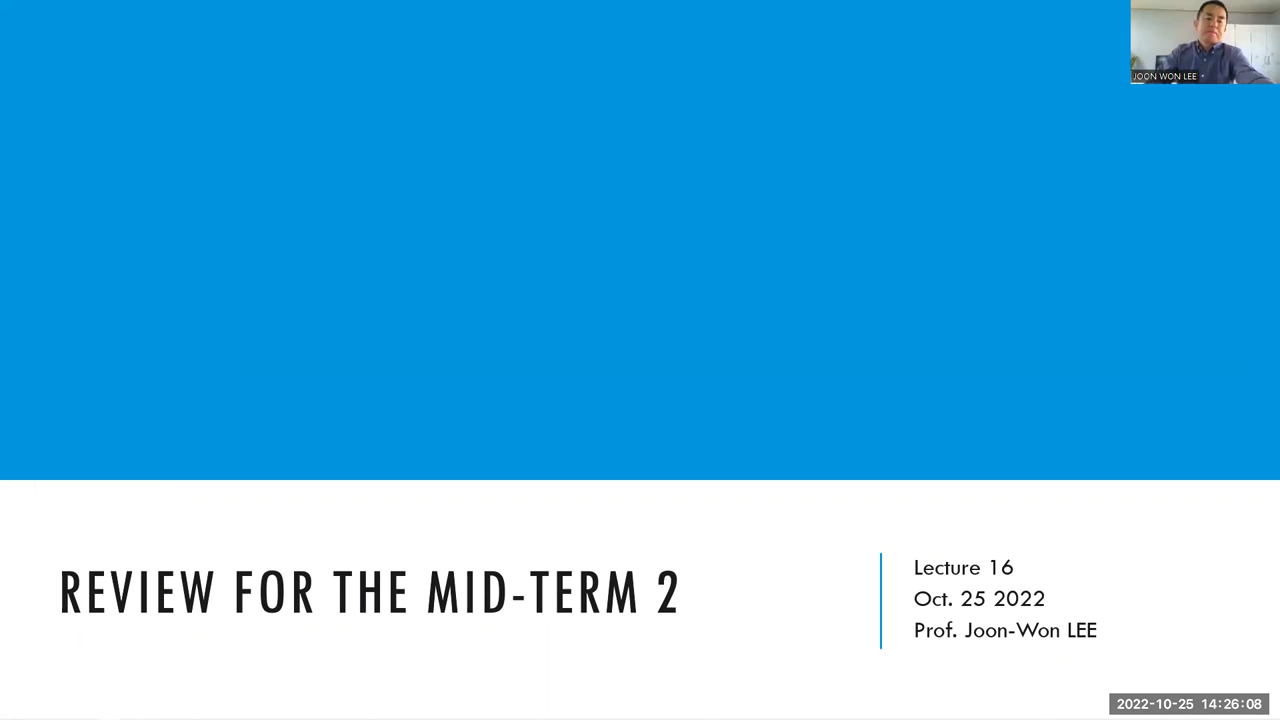 JOON WON LEE
REVIEW FOR THE MID-TERM 2
Lecture 16
Oct. 25 2022
Prof. Joon-Won LEE
2022-10-25 14:26:08